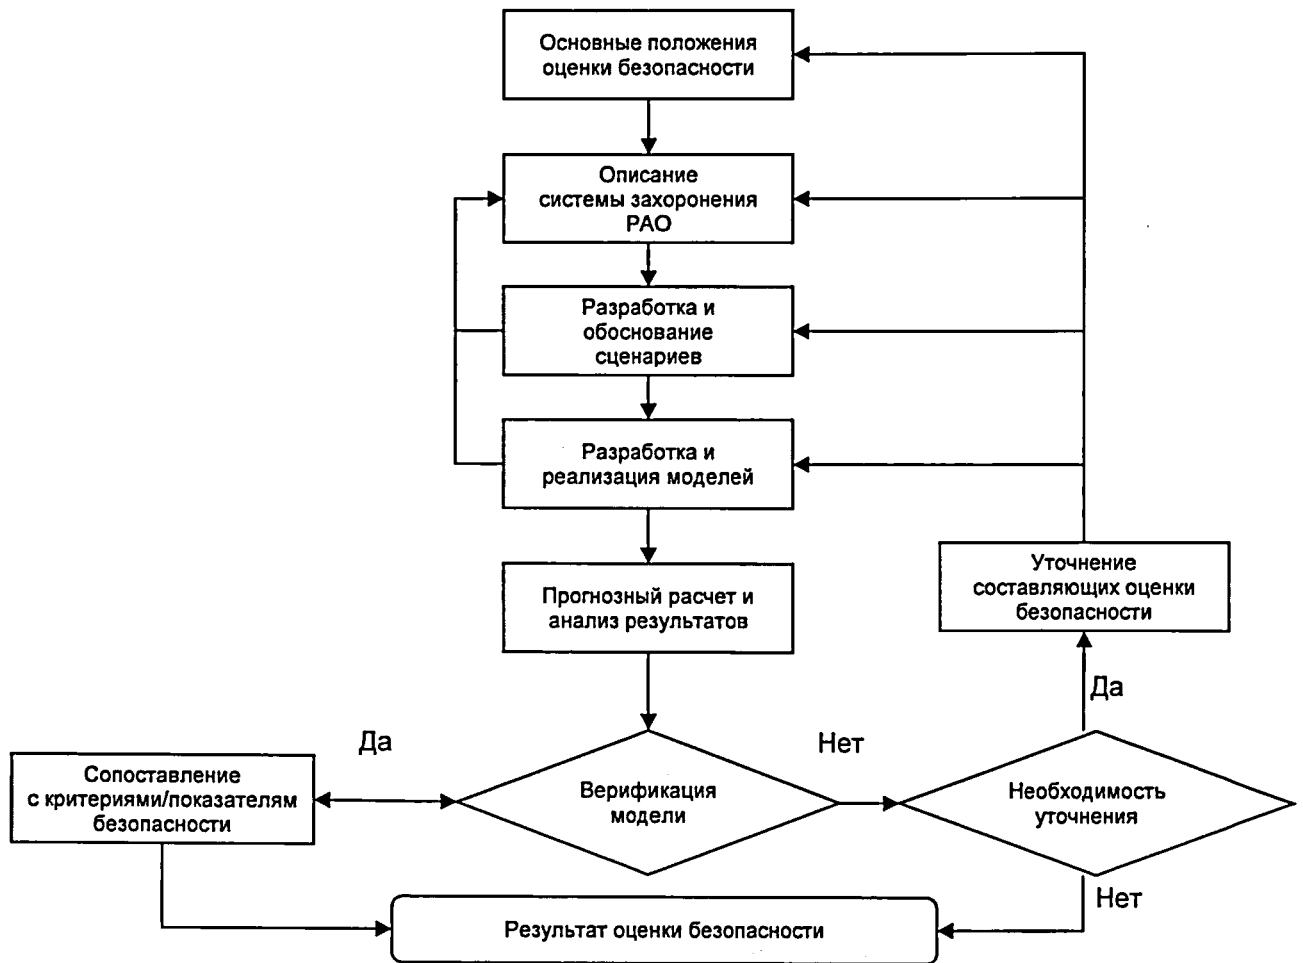 Основные положения
оценки безопасности
Описание
системы захоронения
РАО
Разработка и
обоснование
сценариев
Разработка и
реализация моделей
Прогнозный расчет и
анализ результатов
Уточнение
составляющих оценки
безопасности
Да
Да
Нет
Сопоставление
с критериями/показателям
безопасности
Верификация
модели
Необходимость
уточнения
Нет
Результат оценки безопасности